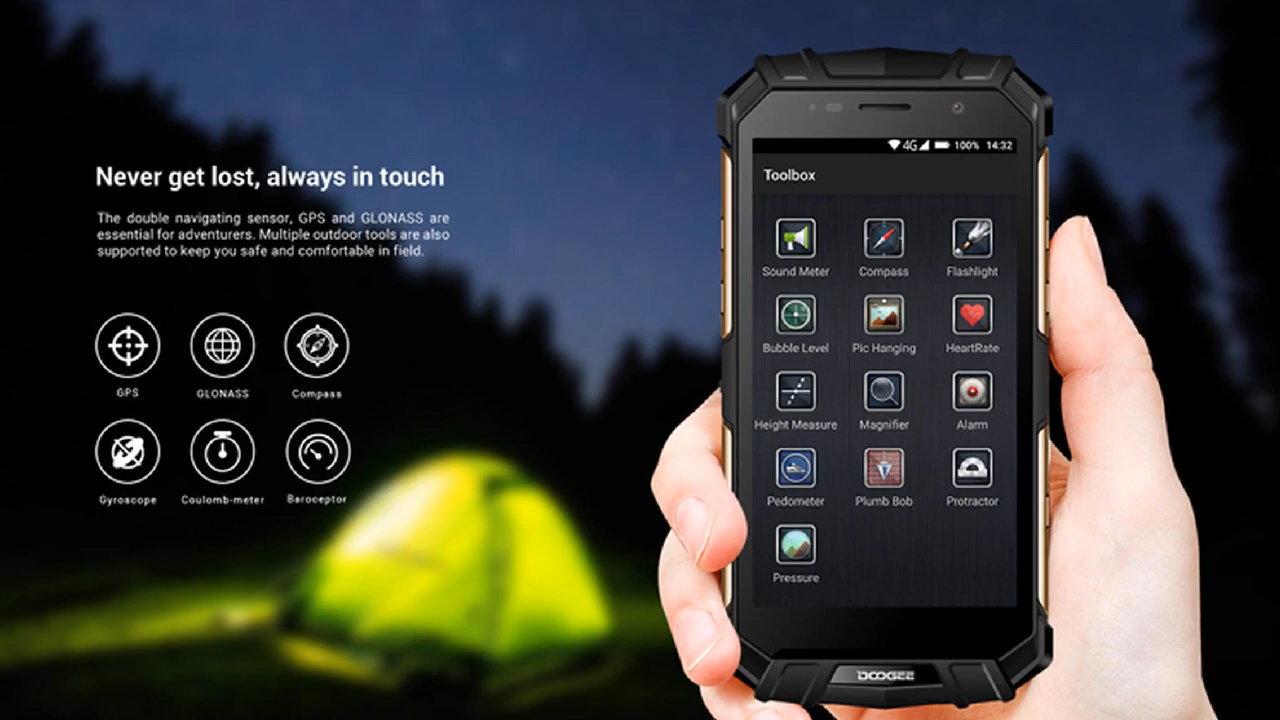 Never get lost, always in touch
The double navigating sensor, GPS and GLONASS are
essential for adventurers. Multiple outdoor tools are also
supported to keep you safe and comfortable in field.
GPS GLONASS Compass
Gyroscope Coulomb-meter Baroceptor
4G 100% 14:32
Toolbox
Sound Meter Compass Flashlight
Bubble Level Pic Hanging HeartRate
Height Measure Magnifier Alarm
Pedometer Plumb Bob Protractor
Pressure
DOOGEE